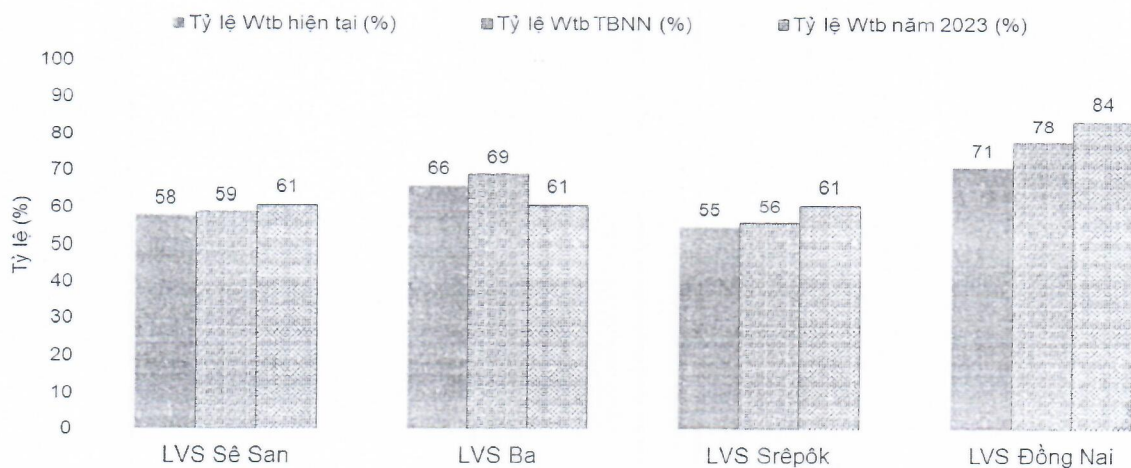 Tỷ lệ Wtb hiện tại (%) Tỷ lệ Wtb TBNN (%) Tỷ lệ Wtb năm 2023 (%)
Tỷ lệ (%)
100
90
80
70
60
50
40
30
20
10
0
58 59 61
66 69 61
55 56 61
71 78 84
LVS Sê San LVS Ba LVS Srêpôk LVS Đồng Nai